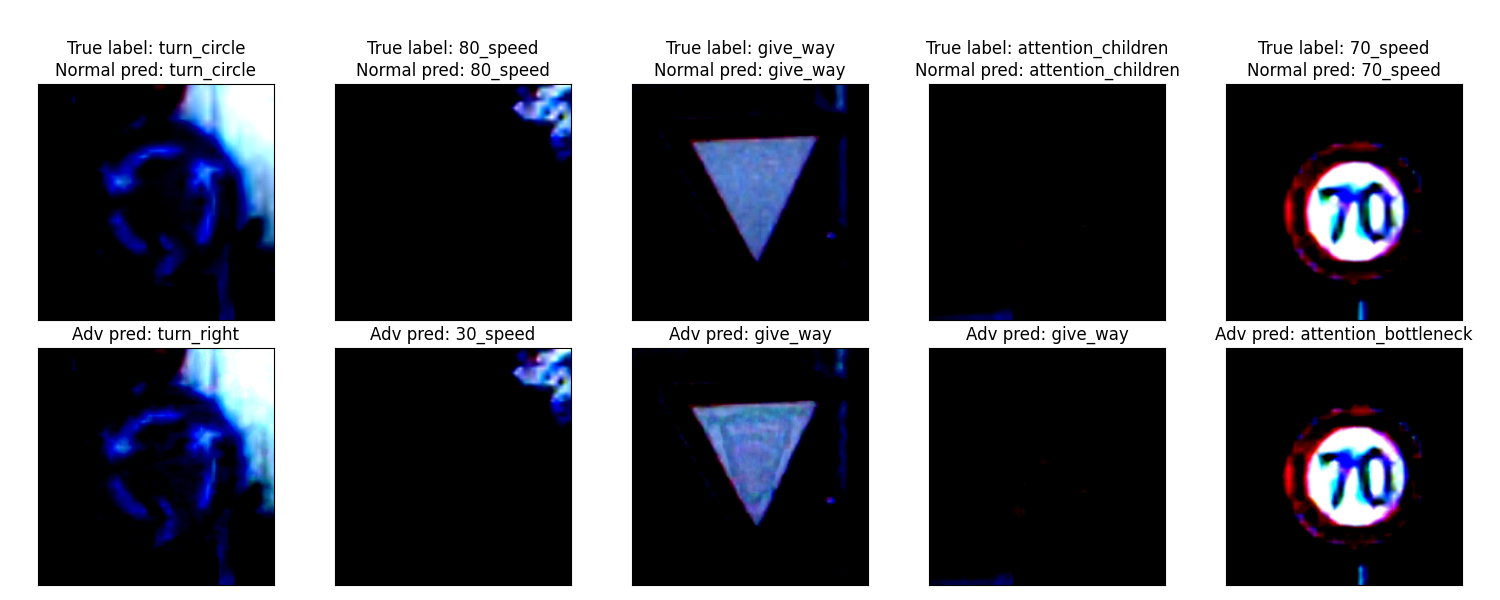 True label: turn_circle
Normal pred: turn_circle
True label: 80_speed
Normal pred: 80_speed
True label: give_way
Normal pred: give_way
True label: attention_children
Normal pred: attention_children
True label: 70_speed
Normal pred: 70_speed
70
Adv pred: turn_right
Adv pred: 30_speed
Adv pred: give_way
Adv pred: give_way
Adv pred: attention_bottleneck
70